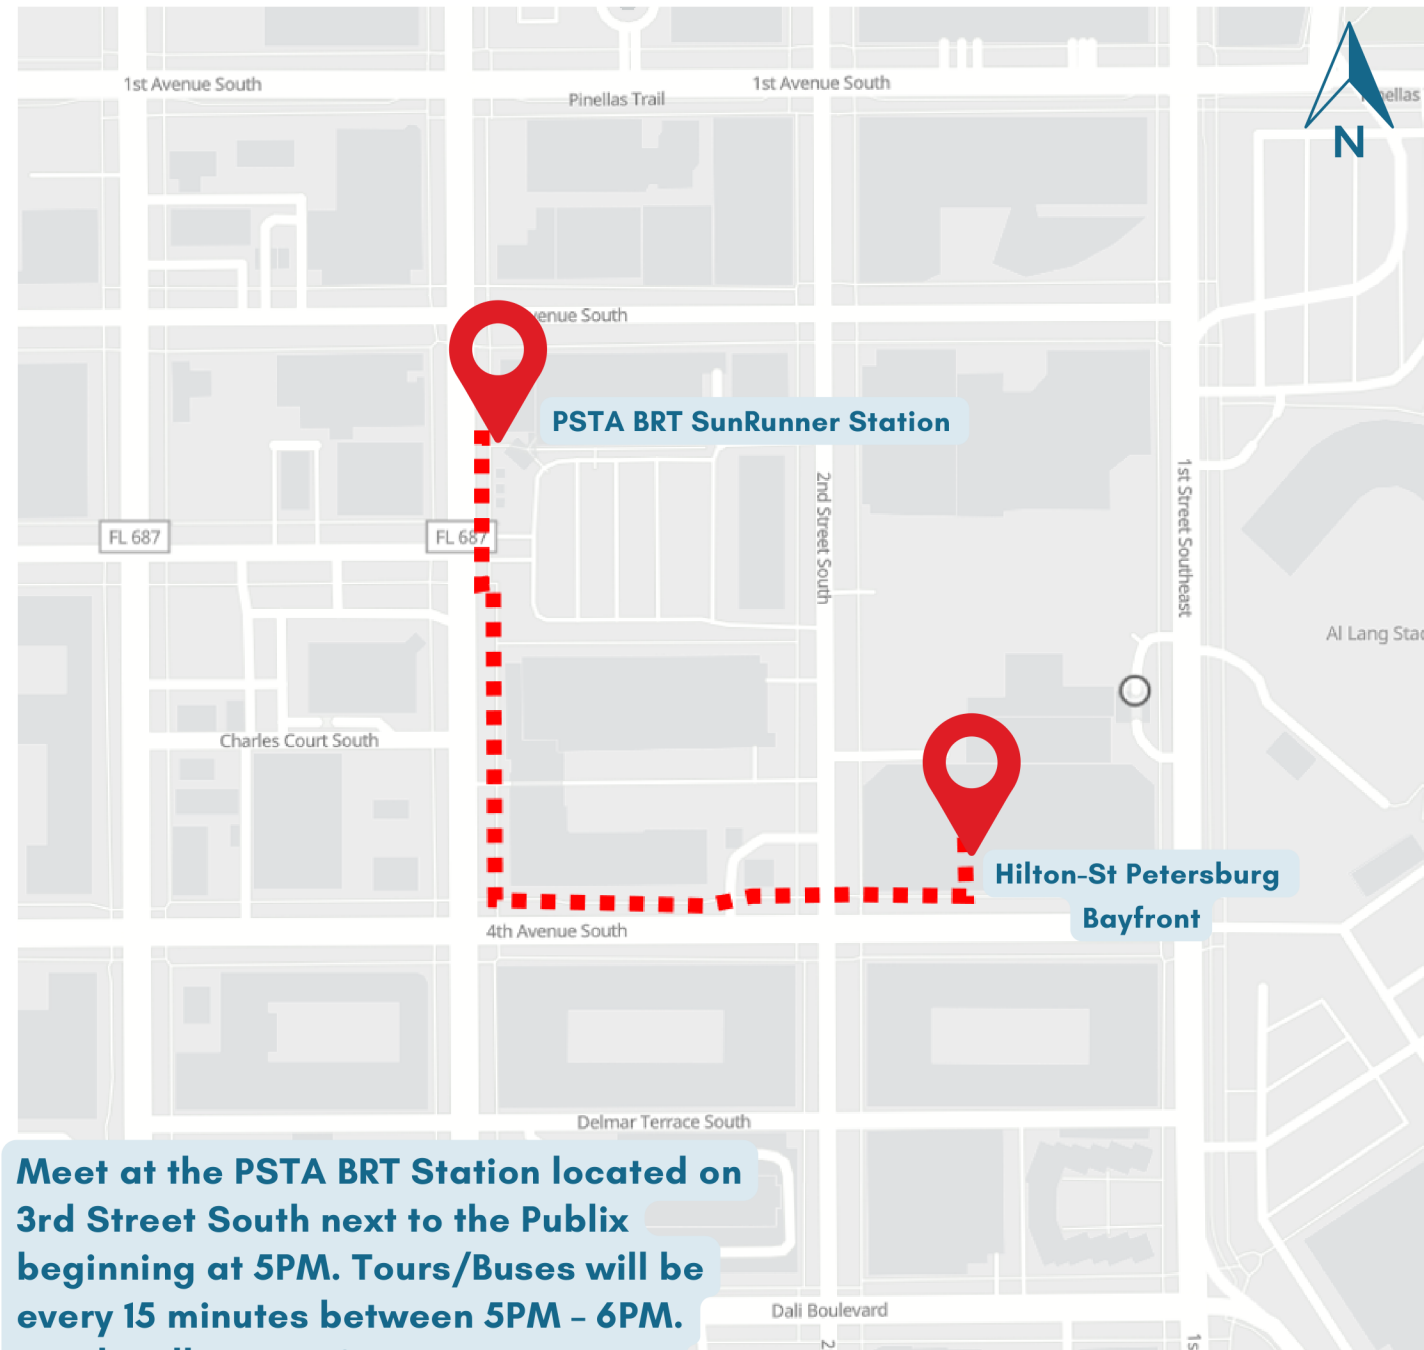 1st Avenue South
1st Avenue South
Pinellas Trail
N
venue South
PSTA BRT SunRunner Station
2nd Street South
1st Street Southeast
FL 687
FL 687
Al Lang Stad
Charles Court South
Hilton-St Petersburg
Bayfront
4th Avenue South
Delmar Terrace South
Meet at the PSTA BRT Station located on
3rd Street South next to the Publix
beginning at 5PM. Tours/Buses will be
every 15 minutes between 5PM – 6PM.
Dali Boulevard
2
1s